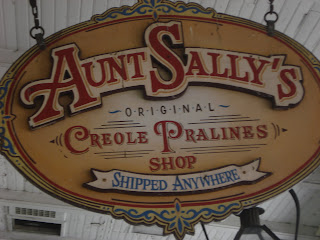 AUNT SALLY'S
ORIGINAL
CREOLE PRALINES
SHOP
SHIPPED ANYWHERE